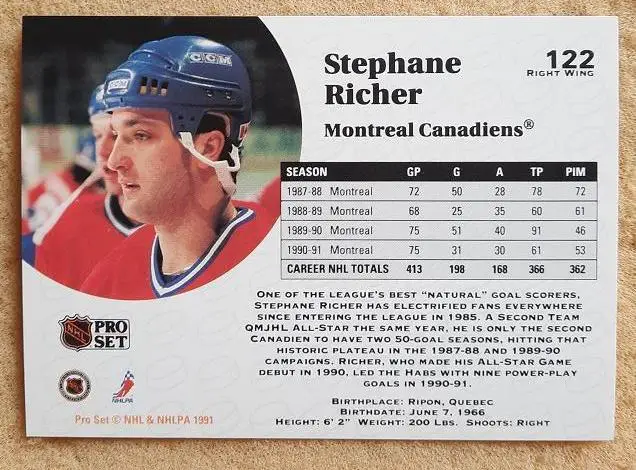 CCM
CCM
Stephane
Richer
122
RIGHT WING
Montreal Canadiens®
SEASON GP G A TP PIM
1987-88 Montreal 72 50 28 78 72
1988-89 Montreal 68 25 35 60 61
1989-90 Montreal 75 51 40 91 46
1990-91 Montreal 75 31 30 61 53
CAREER NHL TOTALS 413 198 168 366 362
ONE OF THE LEAGUE'S BEST "NATURAL" GOAL SCORERS,
STEPHANE RICHER HAS ELECTRIFIED FANS EVERYWHERE
SINCE ENTERING THE LEAGUE IN 1985. A SECOND TEAM
QMJHL ALL-STAR THE SAME YEAR, HE IS ONLY THE SECOND
CANADIEN TO HAVE TWO 50-GOAL SEASONS, HITTING THAT
HISTORIC PLATEAU IN THE 1987-88 AND 1989-90
CAMPAIGNS. RICHER, WHO MADE HIS ALL-STAR GAME
DEBUT IN 1990, LED THE HABS WITH NINE POWER-PLAY
GOALS IN 1990-91.
BIRTHPLACE: RIPON, QUEBEC
BIRTHDATE: JUNE 7, 1966
HEIGHT: 6' 2" WEIGHT: 200 LBS. SHOOTS: RIGHT
NHL
PRO
SET
NHL
NHLPA
Pro Set © NHL & NHLPA 1991